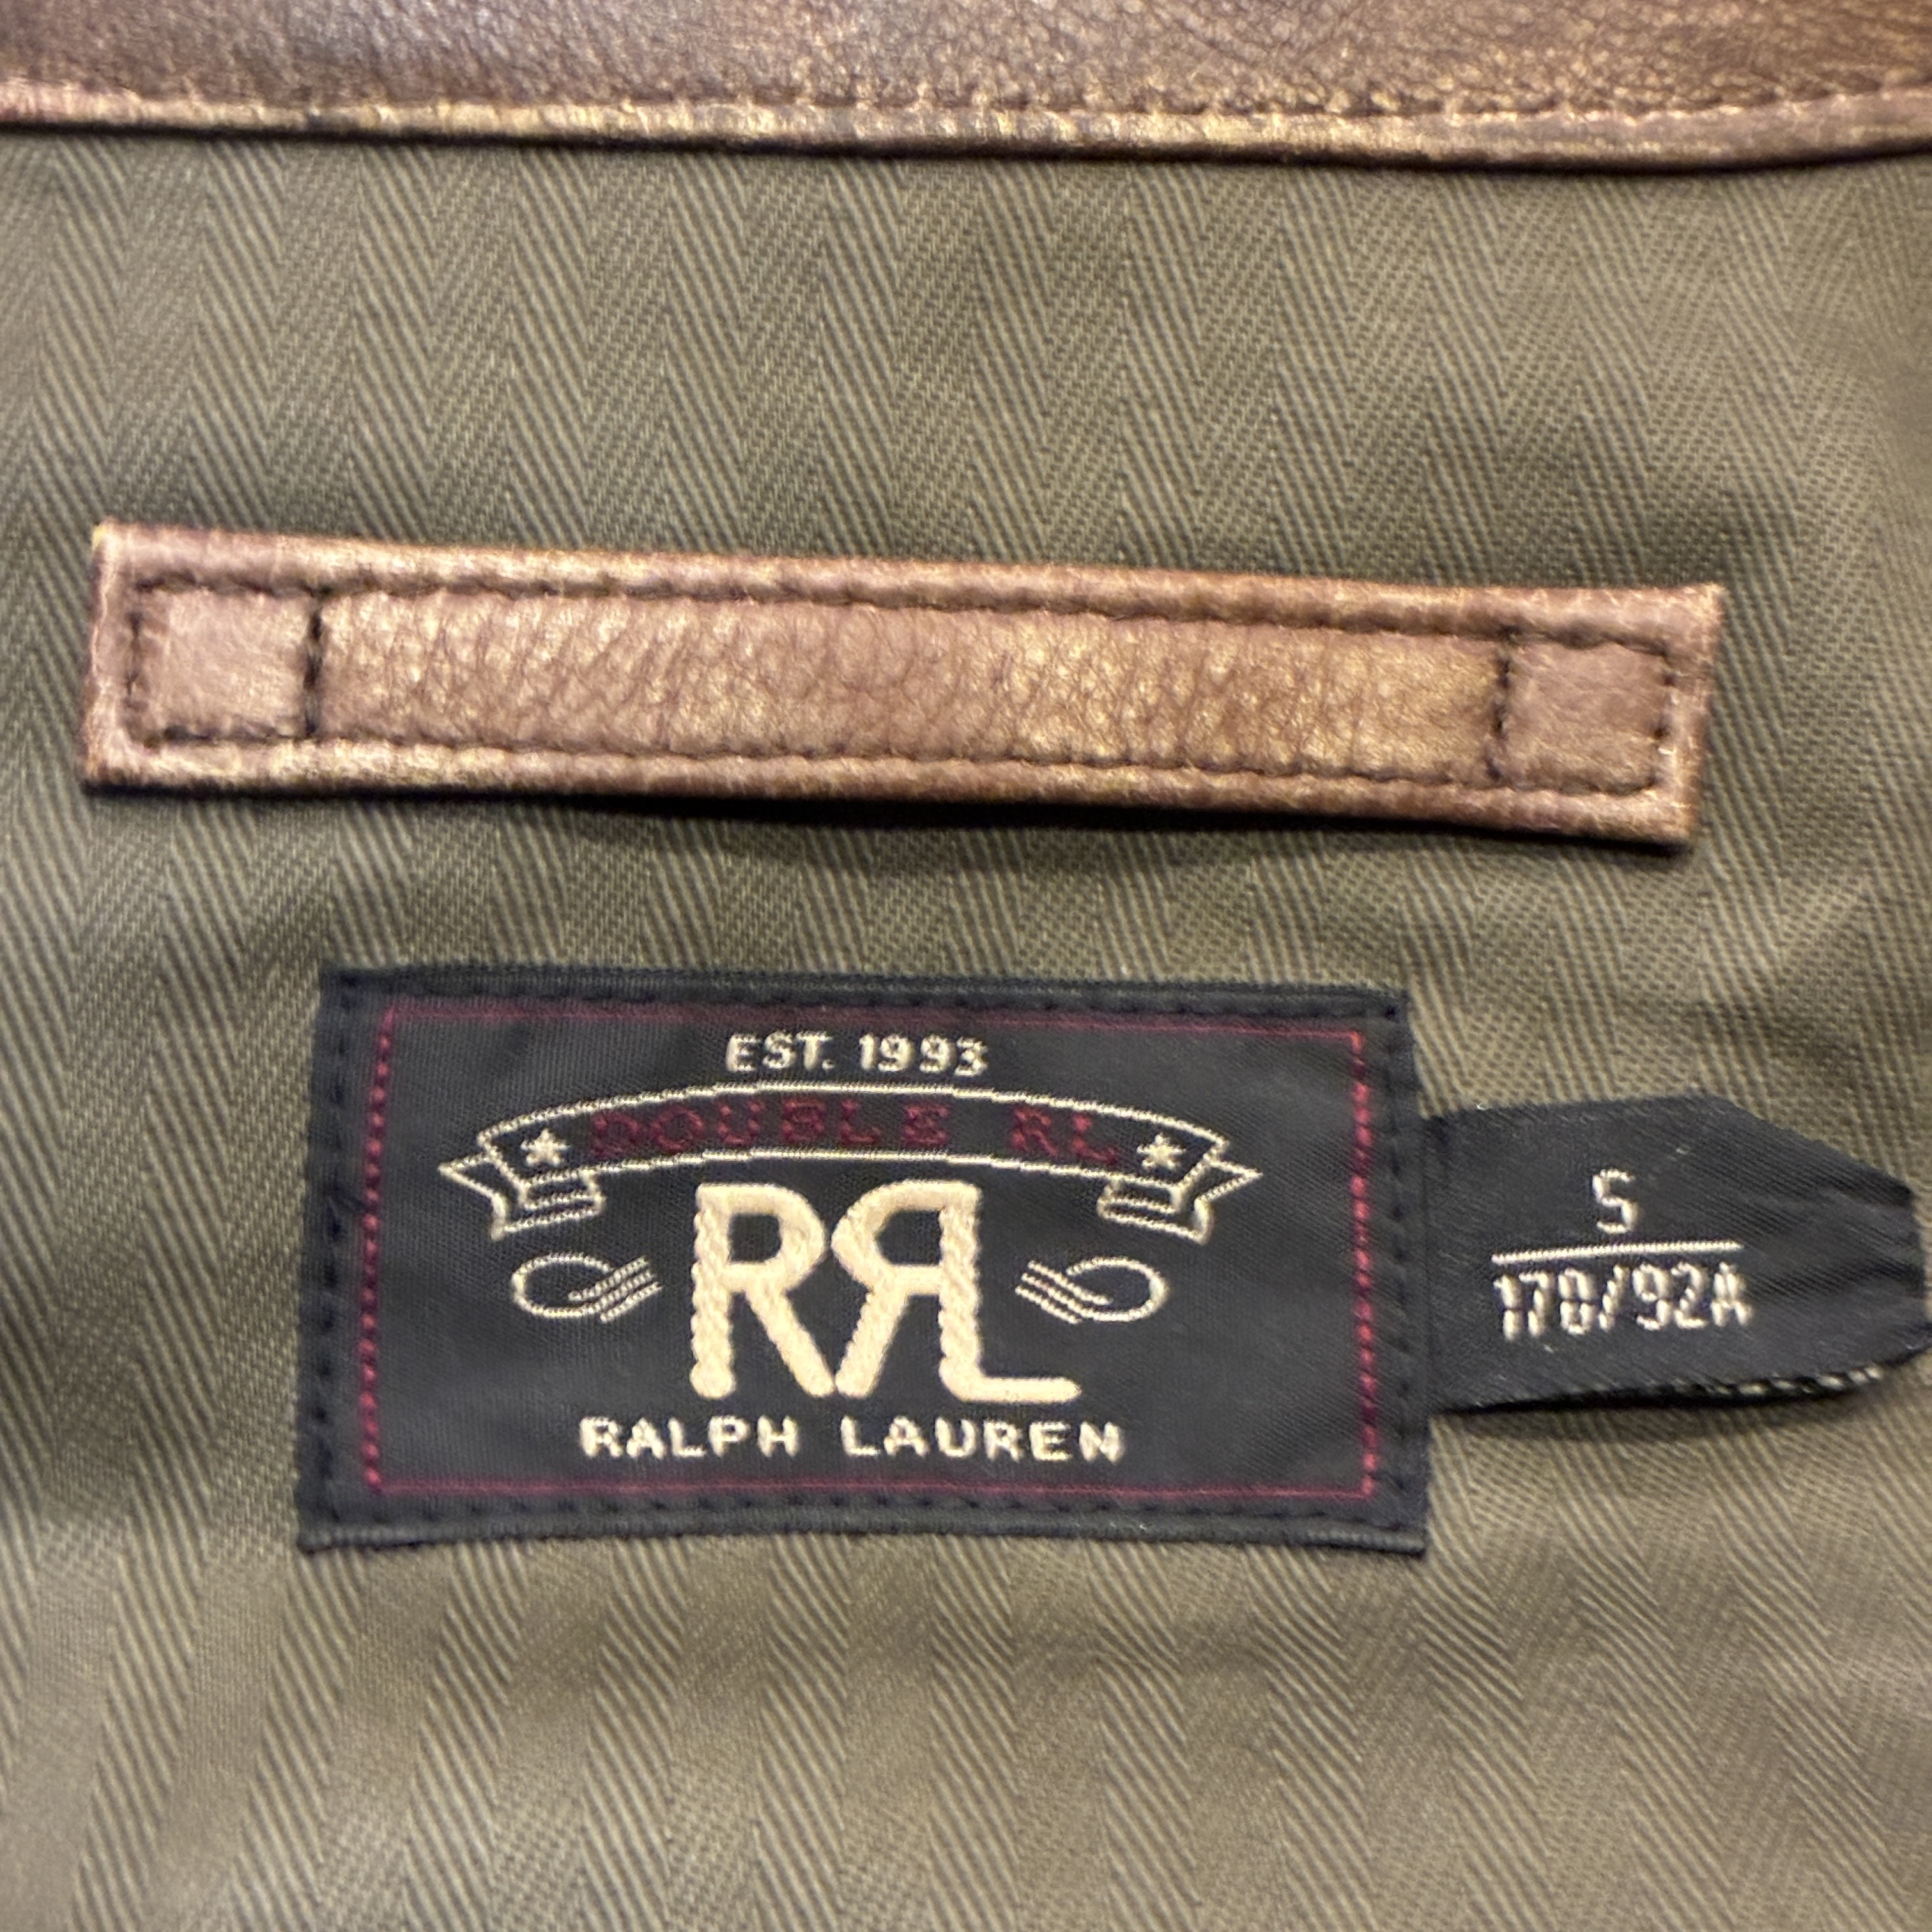 EST. 1993
DOUBLE RL
RRL
RALPH LAUREN
S
170/92A